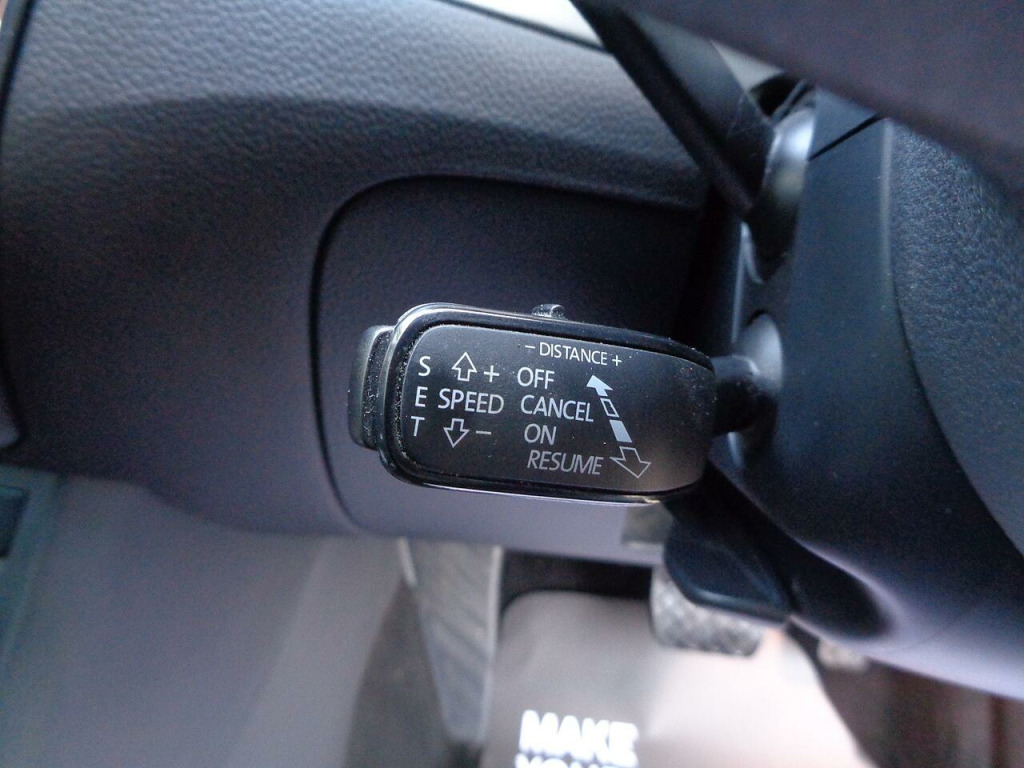 − DISTANCE +
S + OFF
E SPEED CANCEL
T − ON
RESUME
MAKE